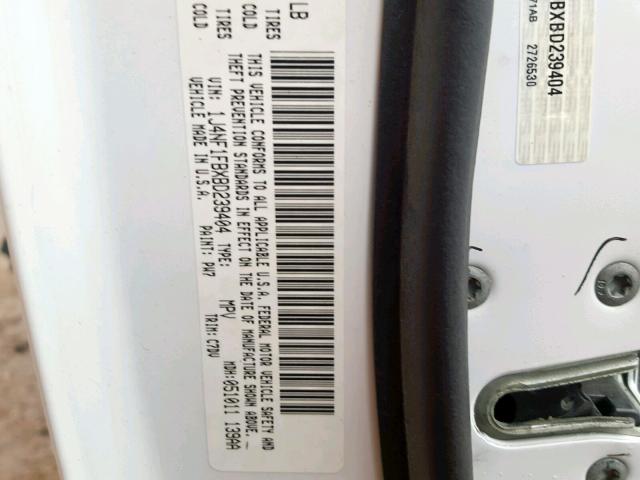 LB
TIRES COLD
TIRES COLD
THIS VEHICLE CONFORMS TO ALL APPLICABLE U.S.A. FEDERAL MOTOR VEHICLE SAFETY AND
THEFT PREVENTION STANDARDS IN EFFECT ON THE DATE OF MANUFACTURE SHOWN ABOVE.
VIN: 1J4NF1FBXBD239404 TYPE: MPV MDH:051011 139AA
VEHICLE MADE IN U.S.A. PAINT: PW7 TRIM: C7DV
BXBD239404
71AB 2726530